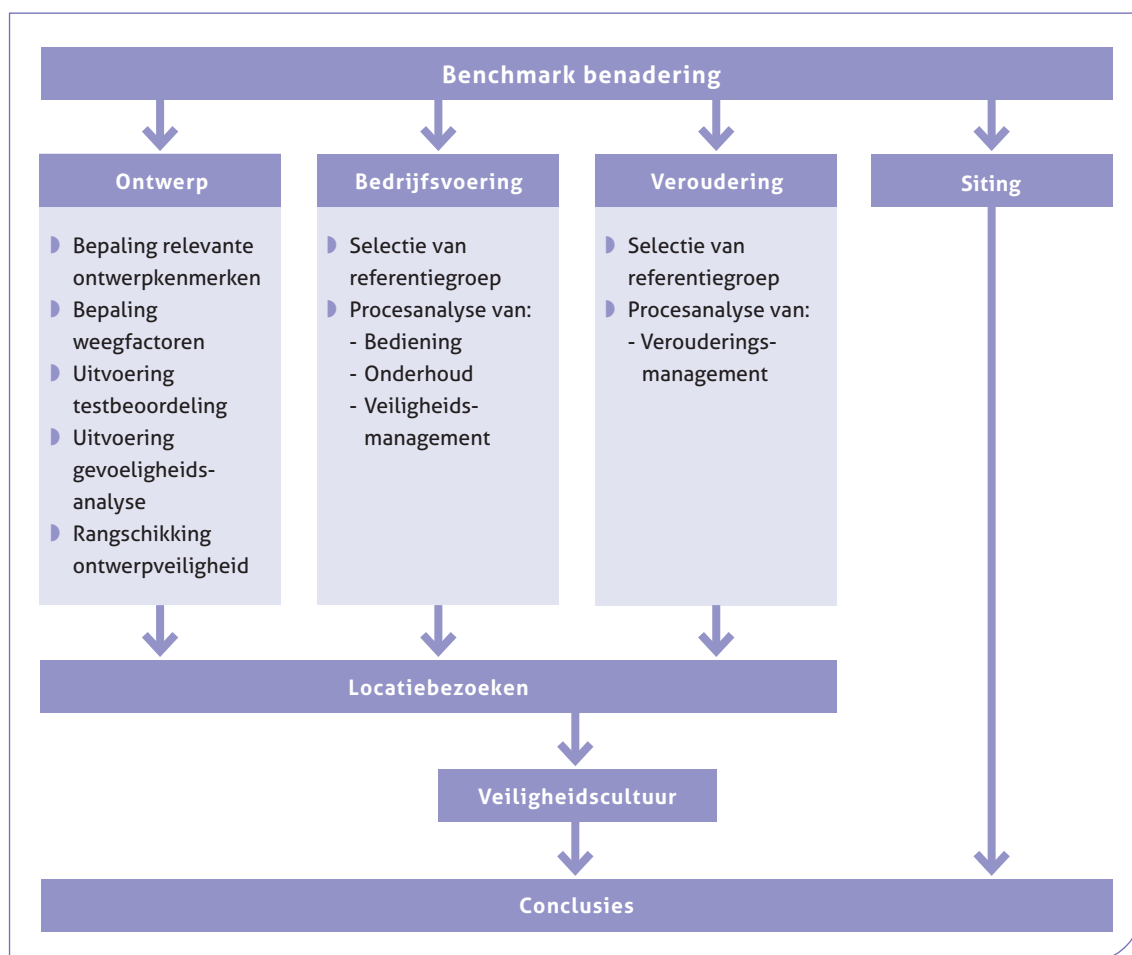 Benchmark benadering
Ontwerp
Bepaling relevante
ontwerpkenmerken
Bepaling
weegfactoren
Uitvoering
testbeoordeling
Uitvoering
gevoeligheids-
analyse
Rangschikking
ontwerpveiligheid
Bedrijfsvoering
Selectie van
referentiegroep
Procesanalyse van:
- Bediening
- Onderhoud
- Veiligheids-
management
Veroudering
Selectie van
referentiegroep
Procesanalyse van:
- Verouderings-
management
Siting
Locatiebezoeken
Veiligheidscultuur
Conclusies